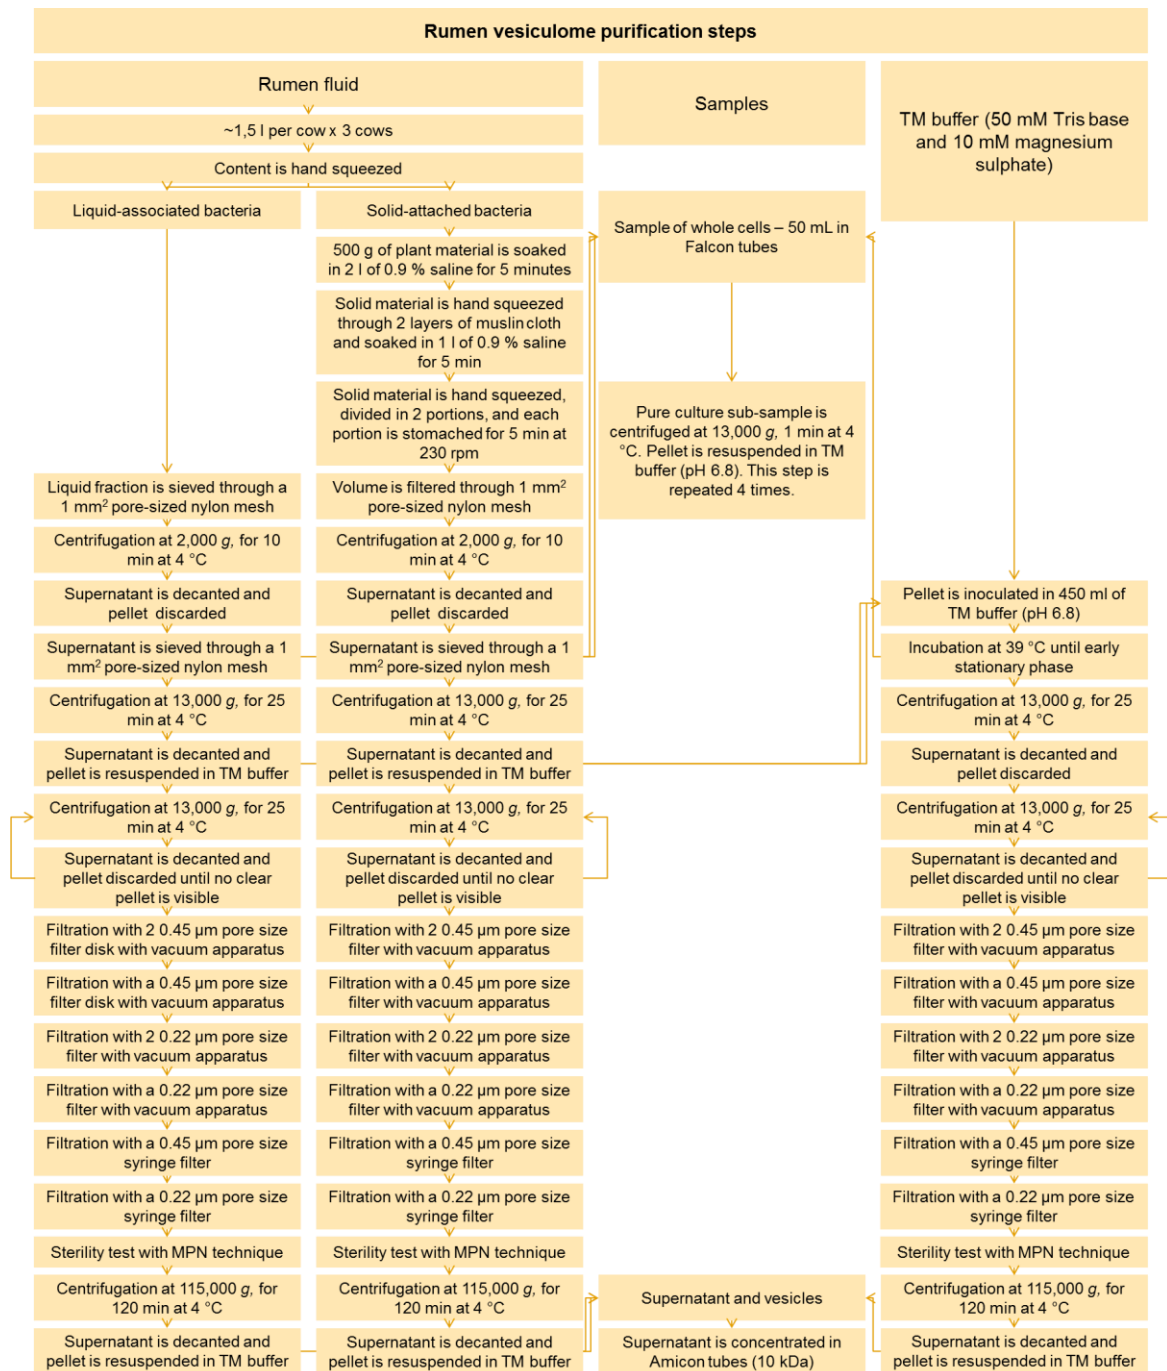 Rumen vesiculome purification steps
Rumen fluid
~1,5 l per cow x 3 cows
Content is hand squeezed
Liquid-associated bacteria
Liquid fraction is sieved through a
1 mm² pore-sized nylon mesh
Centrifugation at 2,000 g, for 10
min at 4 °C
Supernatant is decanted and
pellet discarded
Supernatant is sieved through a
1 mm² pore-sized nylon mesh
Centrifugation at 13,000 g, for 25
min at 4 °C
Supernatant is decanted and
pellet is resuspended in TM buffer
Centrifugation at 13,000 g, for 25
min at 4 °C
Supernatant is decanted and
pellet discarded until no clear
pellet is visible
Filtration with 2 0.45 µm pore size
filter disk with vacuum apparatus
Filtration with a 0.45 µm pore size
filter disk with vacuum apparatus
Filtration with 2 0.22 µm pore size
filter with vacuum apparatus
Filtration with a 0.22 µm pore size
filter with vacuum apparatus
Filtration with a 0.45 µm pore size
syringe filter
Filtration with a 0.22 µm pore size
syringe filter
Sterility test with MPN technique
Centrifugation at 115,000 g, for
120 min at 4 °C
Supernatant is decanted and
pellet is resuspended in TM buffer
Solid-attached bacteria
500 g of plant material is soaked
in 2 l of 0.9 % saline for 5 minutes
Solid material is hand squeezed
through 2 layers of muslin cloth
and soaked in 1 l of 0.9 % saline
for 5 min
Solid material is hand squeezed,
divided in 2 portions, and each
portion is stomached for 5 min at
230 rpm
Volume is filtered through 1 mm²
pore-sized nylon mesh
Centrifugation at 2,000 g, for 10
min at 4 °C
Supernatant is decanted and
pellet discarded
Supernatant is sieved through a 1
mm² pore-sized nylon mesh
Centrifugation at 13,000 g, for 25
min at 4 °C
Supernatant is decanted and
pellet is resuspended in TM buffer
Centrifugation at 13,000 g, for 25
min at 4 °C
Supernatant is decanted and
pellet discarded until no clear
pellet is visible
Filtration with 2 0.45 µm pore size
filter with vacuum apparatus
Filtration with a 0.45 µm pore size
filter with vacuum apparatus
Filtration with 2 0.22 µm pore size
filter with vacuum apparatus
Filtration with a 0.22 µm pore size
filter with vacuum apparatus
Filtration with a 0.45 µm pore size
syringe filter
Filtration with a 0.22 µm pore size
syringe filter
Sterility test with MPN technique
Centrifugation at 115,000 g, for
120 min at 4 °C
Supernatant is decanted and
pellet is resuspended in TM buffer
Samples
Sample of whole cells – 50 mL in
Falcon tubes
Pure culture sub-sample is
centrifuged at 13,000 g, 1 min at 4
°C. Pellet is resuspended in TM
buffer (pH 6.8). This step is
repeated 4 times.
Supernatant and vesicles
Supernatant is concentrated in
Amicon tubes (10 kDa)
TM buffer (50 mM Tris base
and 10 mM magnesium
sulphate)
Pellet is inoculated in 450 ml of
TM buffer (pH 6.8)
Incubation at 39 °C until early
stationary phase
Centrifugation at 13,000 g, for 25
min at 4 °C
Supernatant is decanted and
pellet discarded
Centrifugation at 13,000 g, for 25
min at 4 °C
Supernatant is decanted and
pellet discarded until no clear
pellet is visible
Filtration with 2 0.45 µm pore size
filter with vacuum apparatus
Filtration with a 0.45 µm pore size
filter with vacuum apparatus
Filtration with 2 0.22 µm pore size
filter with vacuum apparatus
Filtration with a 0.22 µm pore size
filter with vacuum apparatus
Filtration with a 0.45 µm pore size
syringe filter
Filtration with a 0.22 µm pore size
syringe filter
Sterility test with MPN technique
Centrifugation at 115,000 g, for
120 min at 4 °C
Supernatant is decanted and
pellet is resuspended in TM buffer